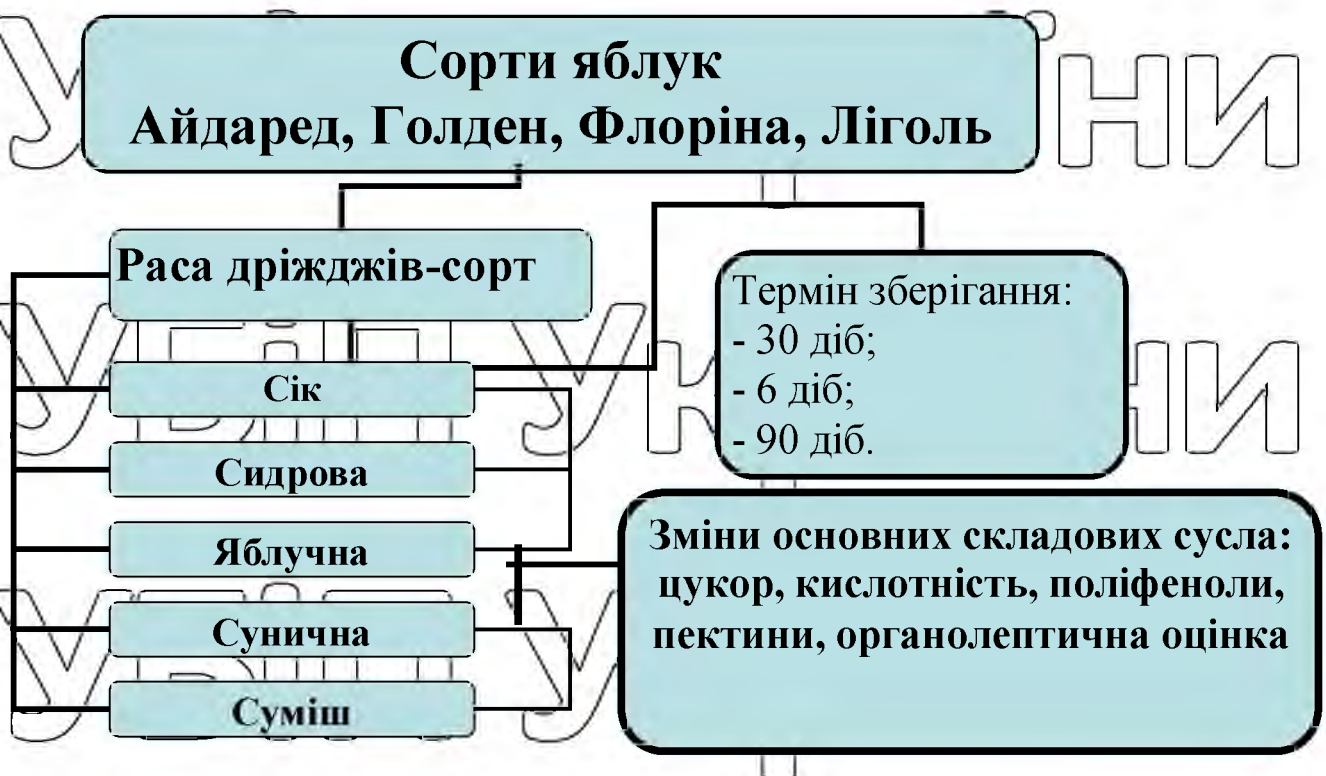 Сорти яблук
Айдаред, Голден, Флоріна, Ліголь
Раса дріжджів-сорт
Термін зберігання:
- 30 діб;
- 6 діб;
- 90 діб.
Сік
Сидрова
Яблучна
Сунична
Суміш
Зміни основних складових сусла:
цукор, кислотність, поліфеноли,
пектини, органолептична оцінка